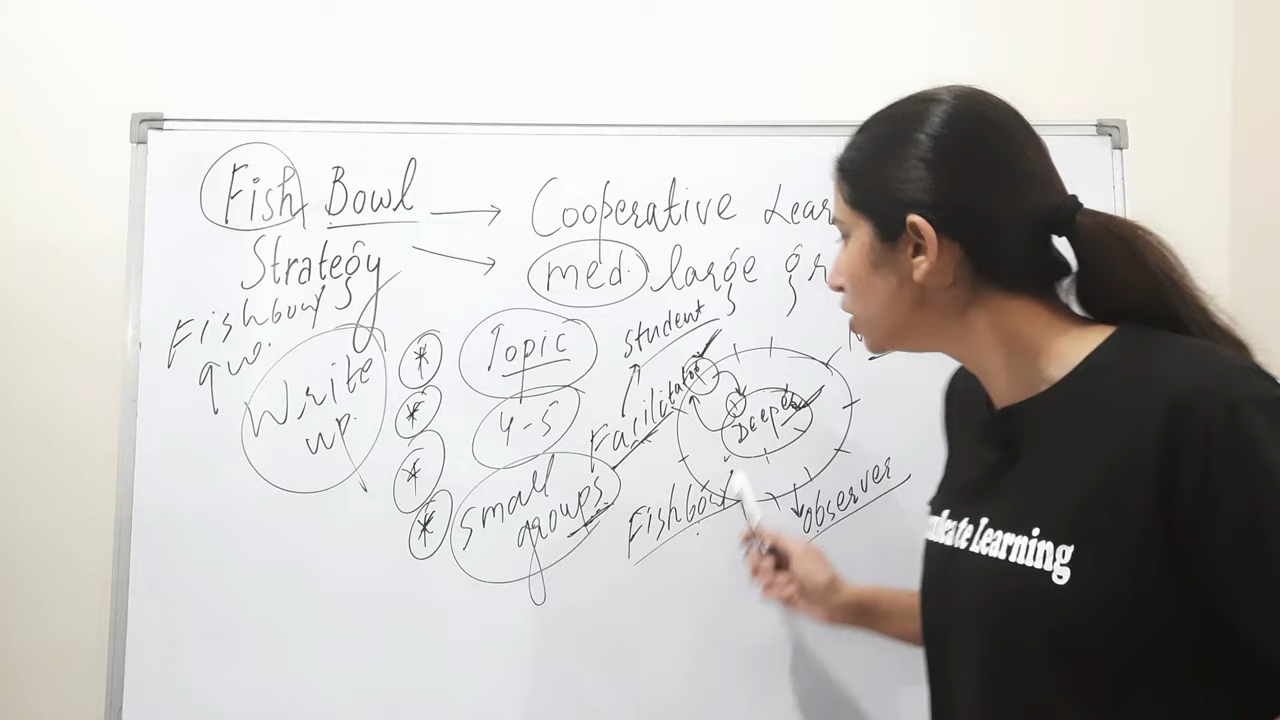 Fish Bowl
Strategy
Cooperative Lear
med. large gr
Fishbowl
que.
Write
up.
*
*
*
*
Topic
4-5
small
groups
student
Facilitator
Deeper
Fishbowl
observer
Learning